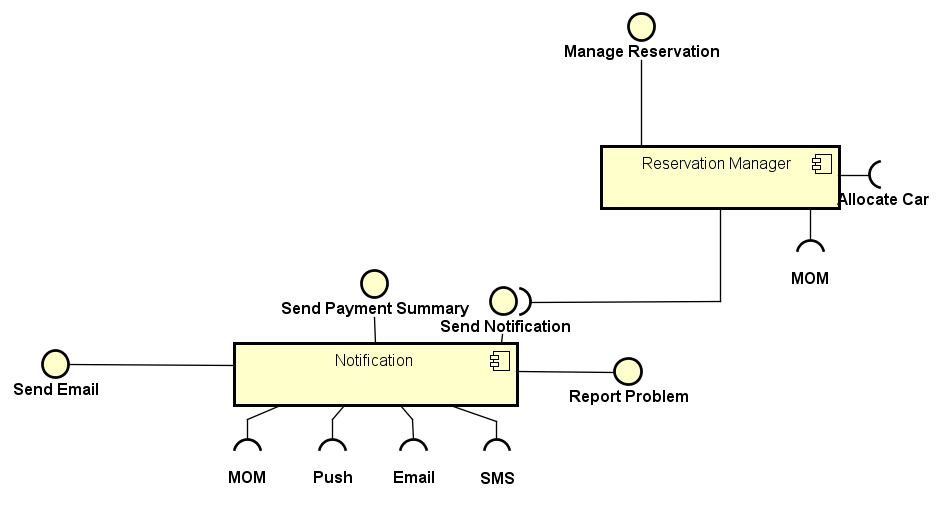 Manage Reservation
Reservation Manager
Allocate Car
MOM
Send Payment Summary
Send Notification
Notification
Send Email
Report Problem
MOM
Push
Email
SMS